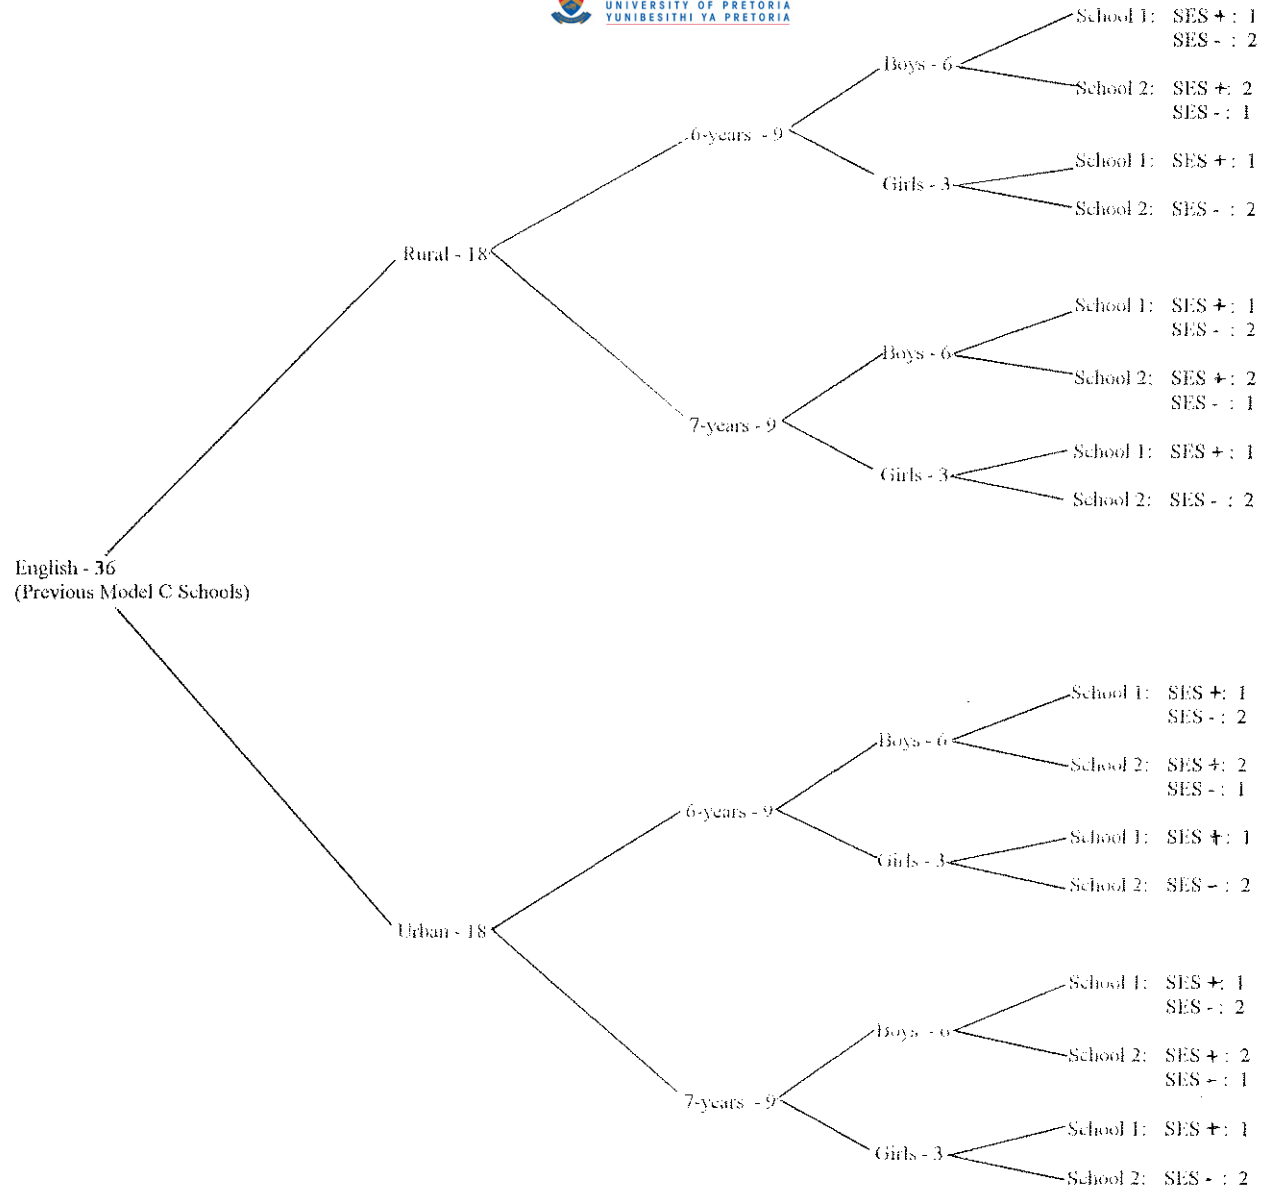 UNIVERSITY OF PRETORIA
YUNIBESITHI YA PRETORIA
School 1: SES + : 1
SES - : 2
Boys - 6
School 2: SES +: 2
SES - : 1
6-years - 9
School 1: SES + : 1
Girls - 3
School 2: SES - : 2
Rural - 18
School 1: SES + : 1
SES - : 2
Boys - 6
School 2: SES + : 2
SES - : 1
7-years - 9
School 1: SES + : 1
Girls - 3
School 2: SES - : 2
English - 36
(Previous Model C Schools)
School 1: SES +: 1
SES - : 2
Boys - 6
School 2: SES +: 2
SES - : 1
6-years - 9
School 1: SES + : 1
Girls - 3
School 2: SES - : 2
Urban - 18
School 1: SES +: 1
SES - : 2
Boys - 6
School 2: SES + : 2
SES - : 1
7-years - 9
School 1: SES + : 1
Girls - 3
School 2: SES - : 2